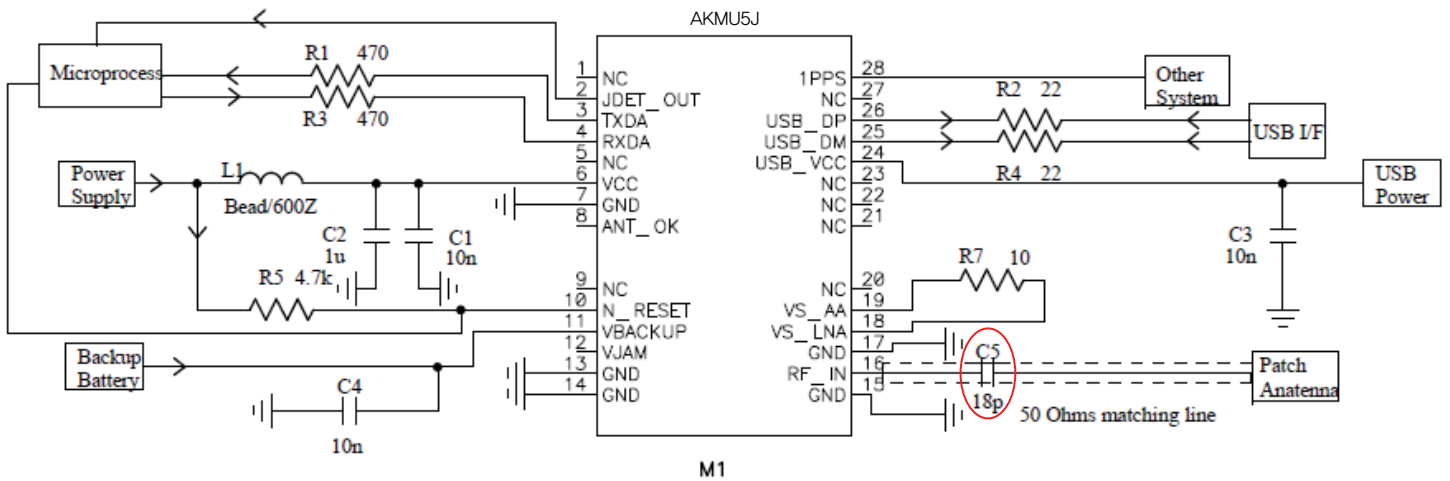 AKMU5J
Microprocess
R1 470
R3 470
1 NC
2 JDET_OUT
3 TXDA
4 RXDA
5 NC
6 VCC
7 GND
8 ANT_OK
9 NC
10 N_RESET
11 VBACKUP
12 VJAM
13 GND
14 GND
1PPS 28
NC 27
USB_DP 26
USB_DM 25
USB_VCC 24
NC 23
NC 22
NC 21
NC 20
VS_AA 19
VS_LNA 18
GND 17
RF_IN 16
GND 15
Power
Supply
L1
Bead/600Z
C2
1u
C1
10n
R5 4.7k
Backup
Battery
C4
10n
Other
System
R2 22
USB I/F
R4 22
USB
Power
C3
10n
R7 10
C5
18p
Patch
Anatenna
50 Ohms matching line
M1